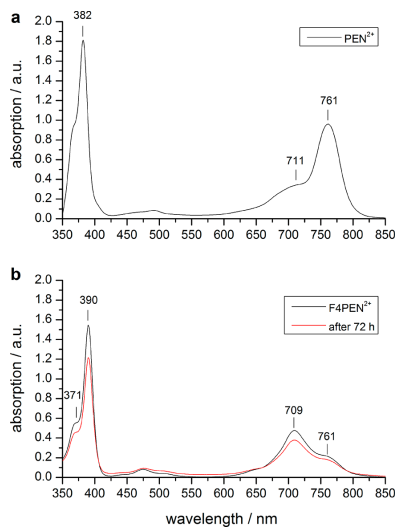 a
382
PEN²⁺
761
711
absorption / a.u.
2.0
1.8
1.6
1.4
1.2
1.0
0.8
0.6
0.4
0.2
0.0
350 400 450 500 550 600 650 700 750 800 850
b
390
F4PEN²⁺
after 72 h
371
709
761
absorption / a.u.
2.0
1.8
1.6
1.4
1.2
1.0
0.8
0.6
0.4
0.2
0.0
350 400 450 500 550 600 650 700 750 800 850
wavelength / nm